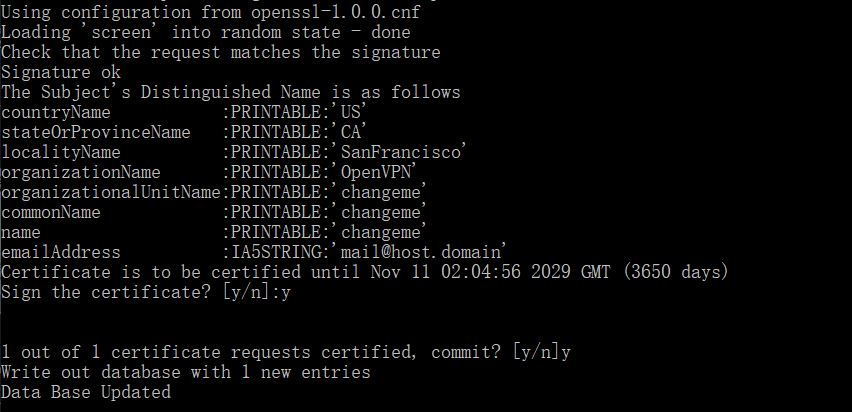 Using configuration from openssl-1.0.0.cnf
Loading 'screen' into random state - done
Check that the request matches the signature
Signature ok
The Subject's Distinguished Name is as follows
countryName           :PRINTABLE:'US'
stateOrProvinceName   :PRINTABLE:'CA'
localityName          :PRINTABLE:'SanFrancisco'
organizationName      :PRINTABLE:'OpenVPN'
organizationalUnitName:PRINTABLE:'changeme'
commonName            :PRINTABLE:'changeme'
name                  :PRINTABLE:'changeme'
emailAddress          :IA5STRING:'mail@host.domain'
Certificate is to be certified until Nov 11 02:04:56 2029 GMT (3650 days)
Sign the certificate? [y/n]:y
1 out of 1 certificate requests certified, commit? [y/n]y
Write out database with 1 new entries
Data Base Updated